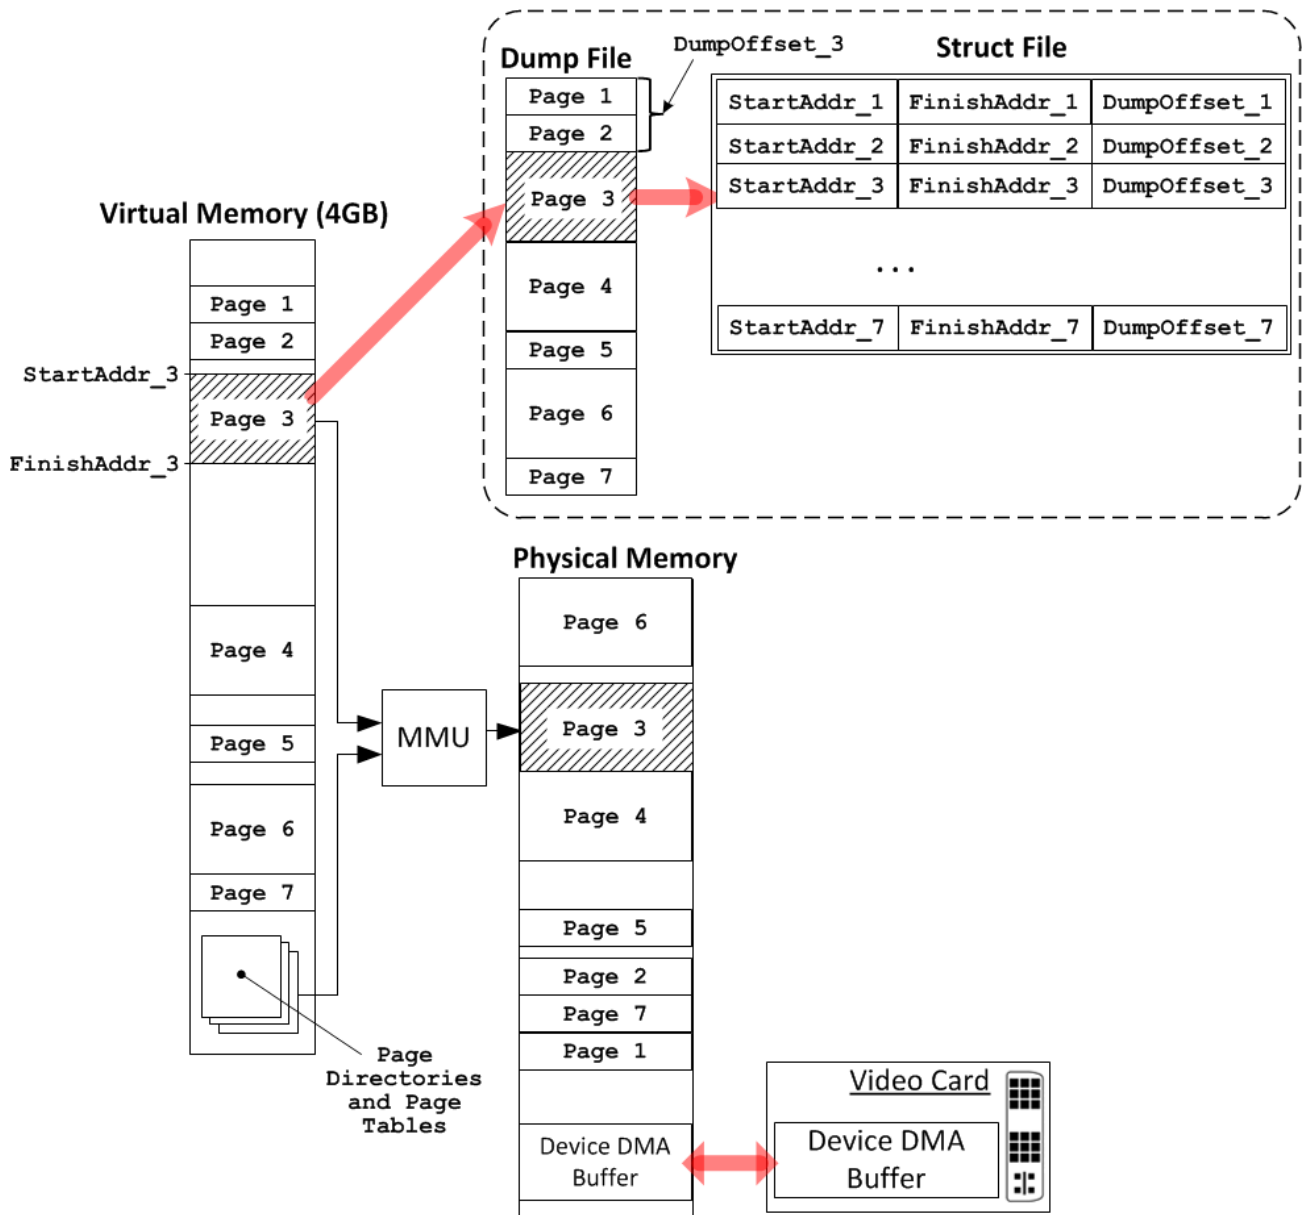 DumpOffset_3
Dump File
Struct File
Page 1
Page 2
Page 3
Page 4
Page 5
Page 6
Page 7
StartAddr_1 FinishAddr_1 DumpOffset_1
StartAddr_2 FinishAddr_2 DumpOffset_2
StartAddr_3 FinishAddr_3 DumpOffset_3
...
StartAddr_7 FinishAddr_7 DumpOffset_7
Virtual Memory (4GB)
Page 1
Page 2
StartAddr_3
Page 3
FinishAddr_3
Page 4
Page 5
Page 6
Page 7
Page
Directories
and Page
Tables
MMU
Physical Memory
Page 6
Page 3
Page 4
Page 5
Page 2
Page 7
Page 1
Device DMA
Buffer
Video Card
Device DMA
Buffer